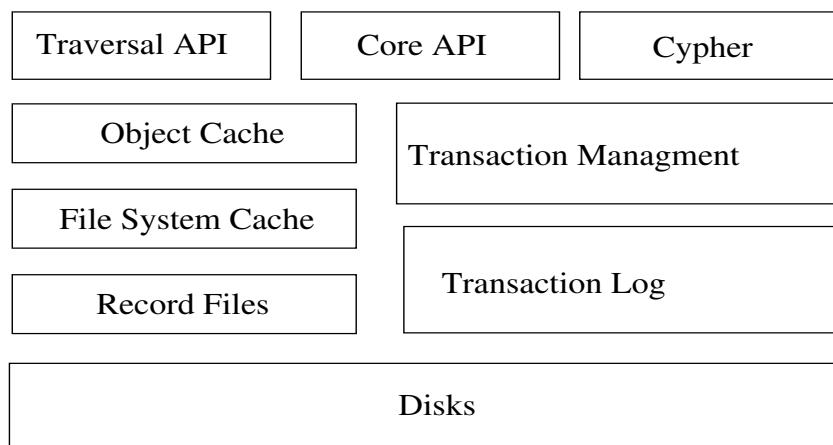 Traversal API
Core API
Cypher
Object Cache
Transaction Managment
File System Cache
Transaction Log
Record Files
Disks